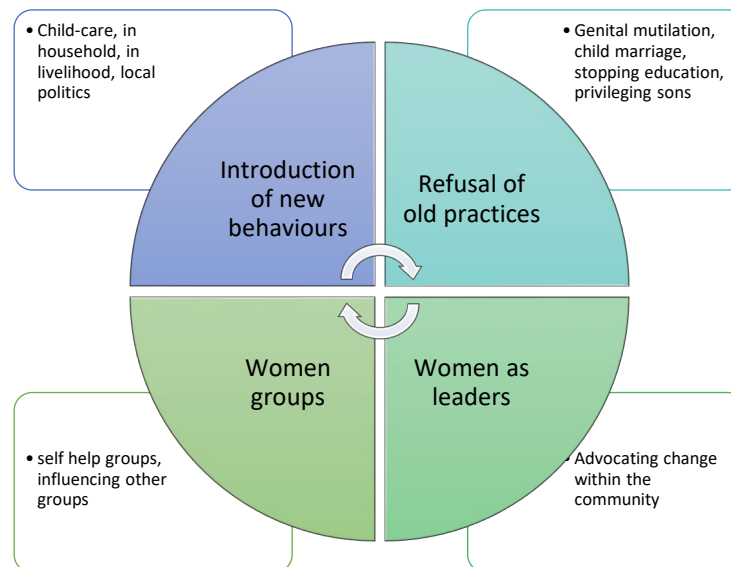 • Child-care, in
household, in
livelihood, local
politics
• Genital mutilation,
child marriage,
stopping education,
privileging sons
Introduction
of new
behaviours
Refusal of
old practices
Women
groups
Women as
leaders
• self help groups,
influencing other
groups
• Advocating change
within the
community